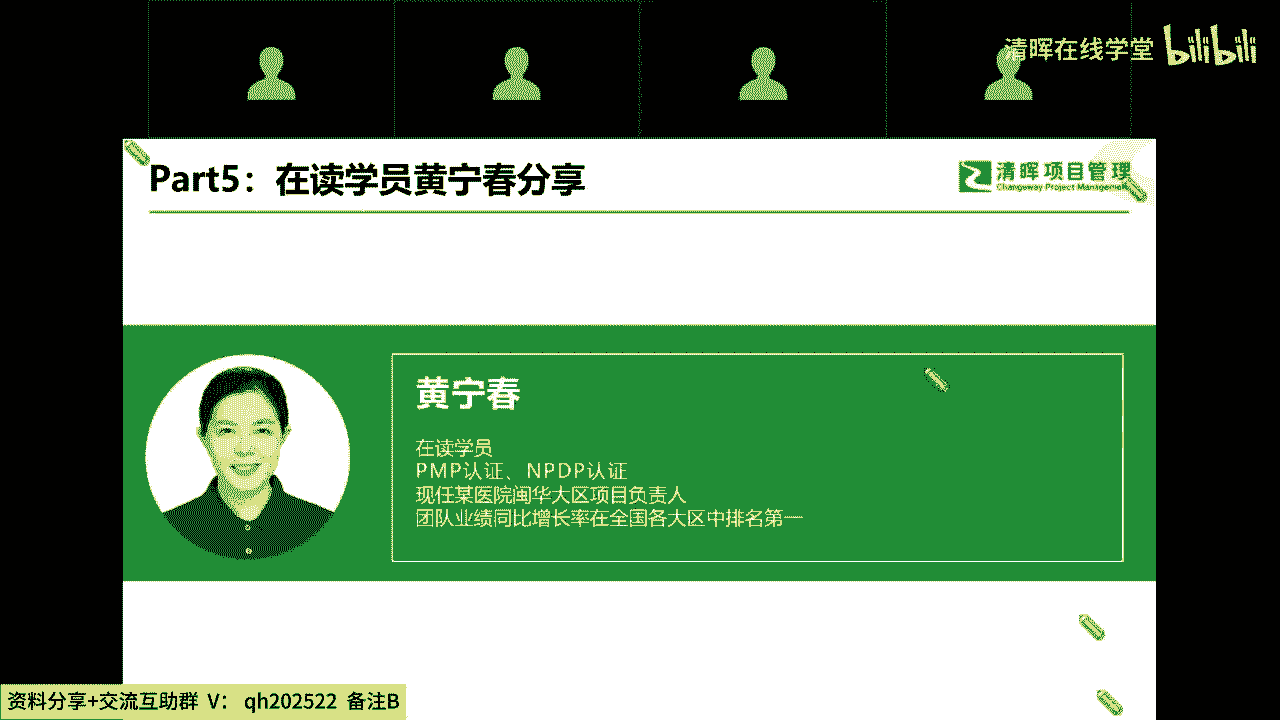 清晖在线学堂 bilibili
Part5：在读学员黄宁春分享
清晖项目管理
Changeway Project Management
黄宁春
在读学员
PMP认证、NPDP认证
现任某医院闽华大区项目负责人
团队业绩同比增长率在全国各大区中排名第一
资料分享+交流互助群 V： qh202522 备注B